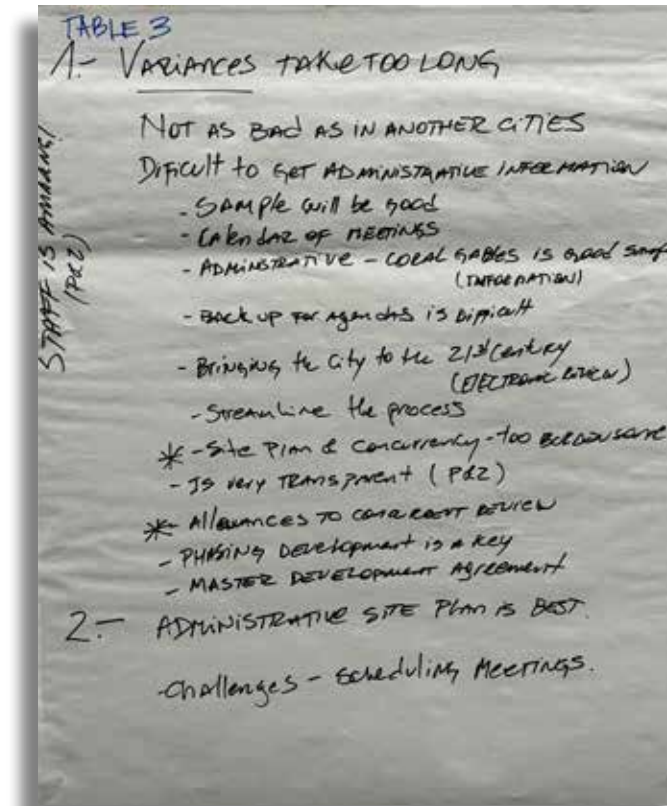 TABLE 3
1.- VARIANCES TAKE TOO LONG
NOT AS BAD AS IN ANOTHER CITIES
Dificult to GET ADMINISTRATIVE INFORMATION
- SAMPLE will be good
- Calendar OF MEETINGS
- ADMINISTRATIVE - CORAL GABLES is good
(INFORMATION)
- BACK UP FOR Agendas is Difficult
- Bringing the City to the 21st Century
(ELECTRONIC REVIEW)
- Streamline the process
* - Site Plan & Concurrency - too BURDENSOME
- Is very TRANSPARENT (P&Z)
* - Allowances TO CONCURRENT REVIEW
- PHASING Development is a key
- MASTER DEVELOPMENT Agreement
2.- ADMINISTRATIVE SITE PLAN IS BEST.
- Challenges - Scheduling Meetings.
STAFF IS AMAZING!
(P&Z)